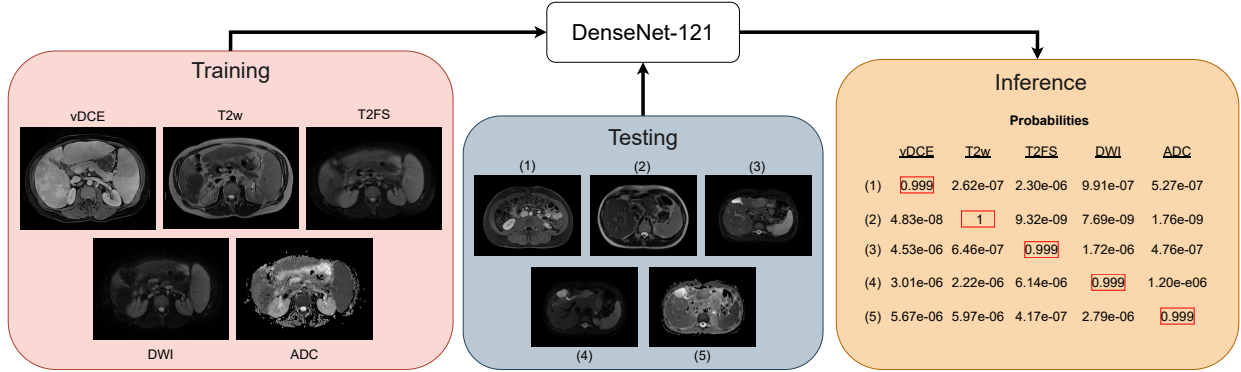 DenseNet-121
Training
vDCE T2w T2FS
DWI ADC
Testing
(1) (2) (3)
(4) (5)
Inference
Probabilities
vDCE T2w T2FS DWI ADC
(1) 0.999 2.62e-07 2.30e-06 9.91e-07 5.27e-07
(2) 4.83e-08 1 9.32e-09 7.69e-09 1.76e-09
(3) 4.53e-06 6.46e-07 0.999 1.72e-06 4.76e-07
(4) 3.01e-06 2.22e-06 6.14e-06 0.999 1.20e-e06
(5) 5.67e-06 5.97e-06 4.17e-07 2.79e-06 0.999